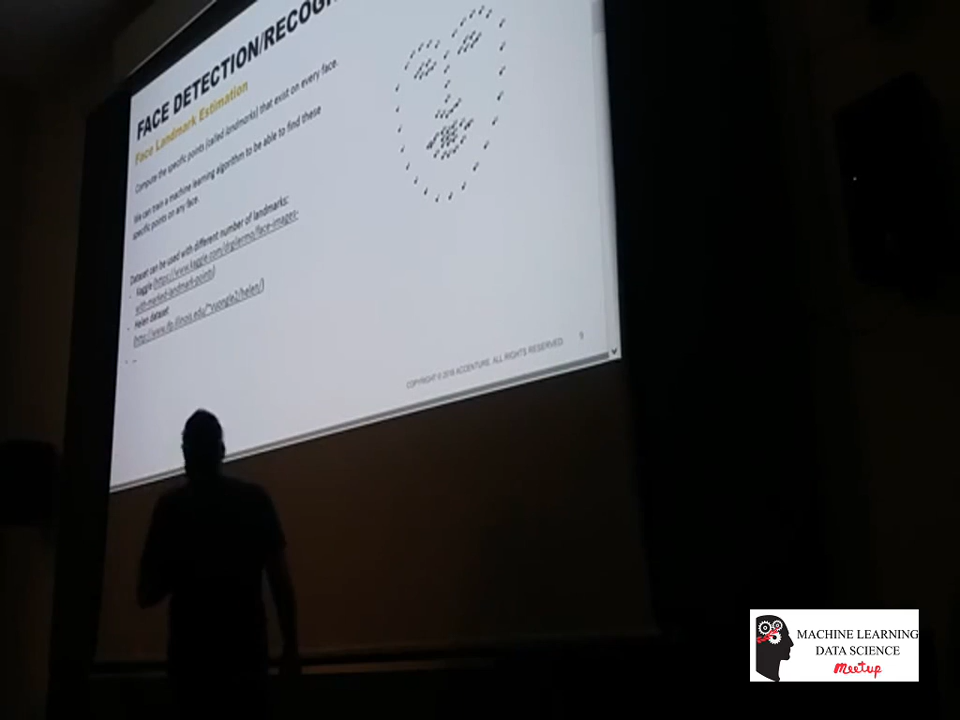 FACE DETECTION/RECOG
Face Landmark Estimation
Compute the specific points (called landmarks) that exist on every face.
We can train a machine learning algorithm to be able to find these
specific points on any face.
Dataset can be used with different number of landmarks:
- Kaggle (https://www.kaggle.com/drgilermo/face-images-
with-marked-landmark-points)
- Helen dataset
(http://www.ifp.illinois.edu/~vuongle2/helen/)
- ...
COPYRIGHT © 2018 ACCENTURE. ALL RIGHTS RESERVED.
MACHINE LEARNING
DATA SCIENCE
meetup